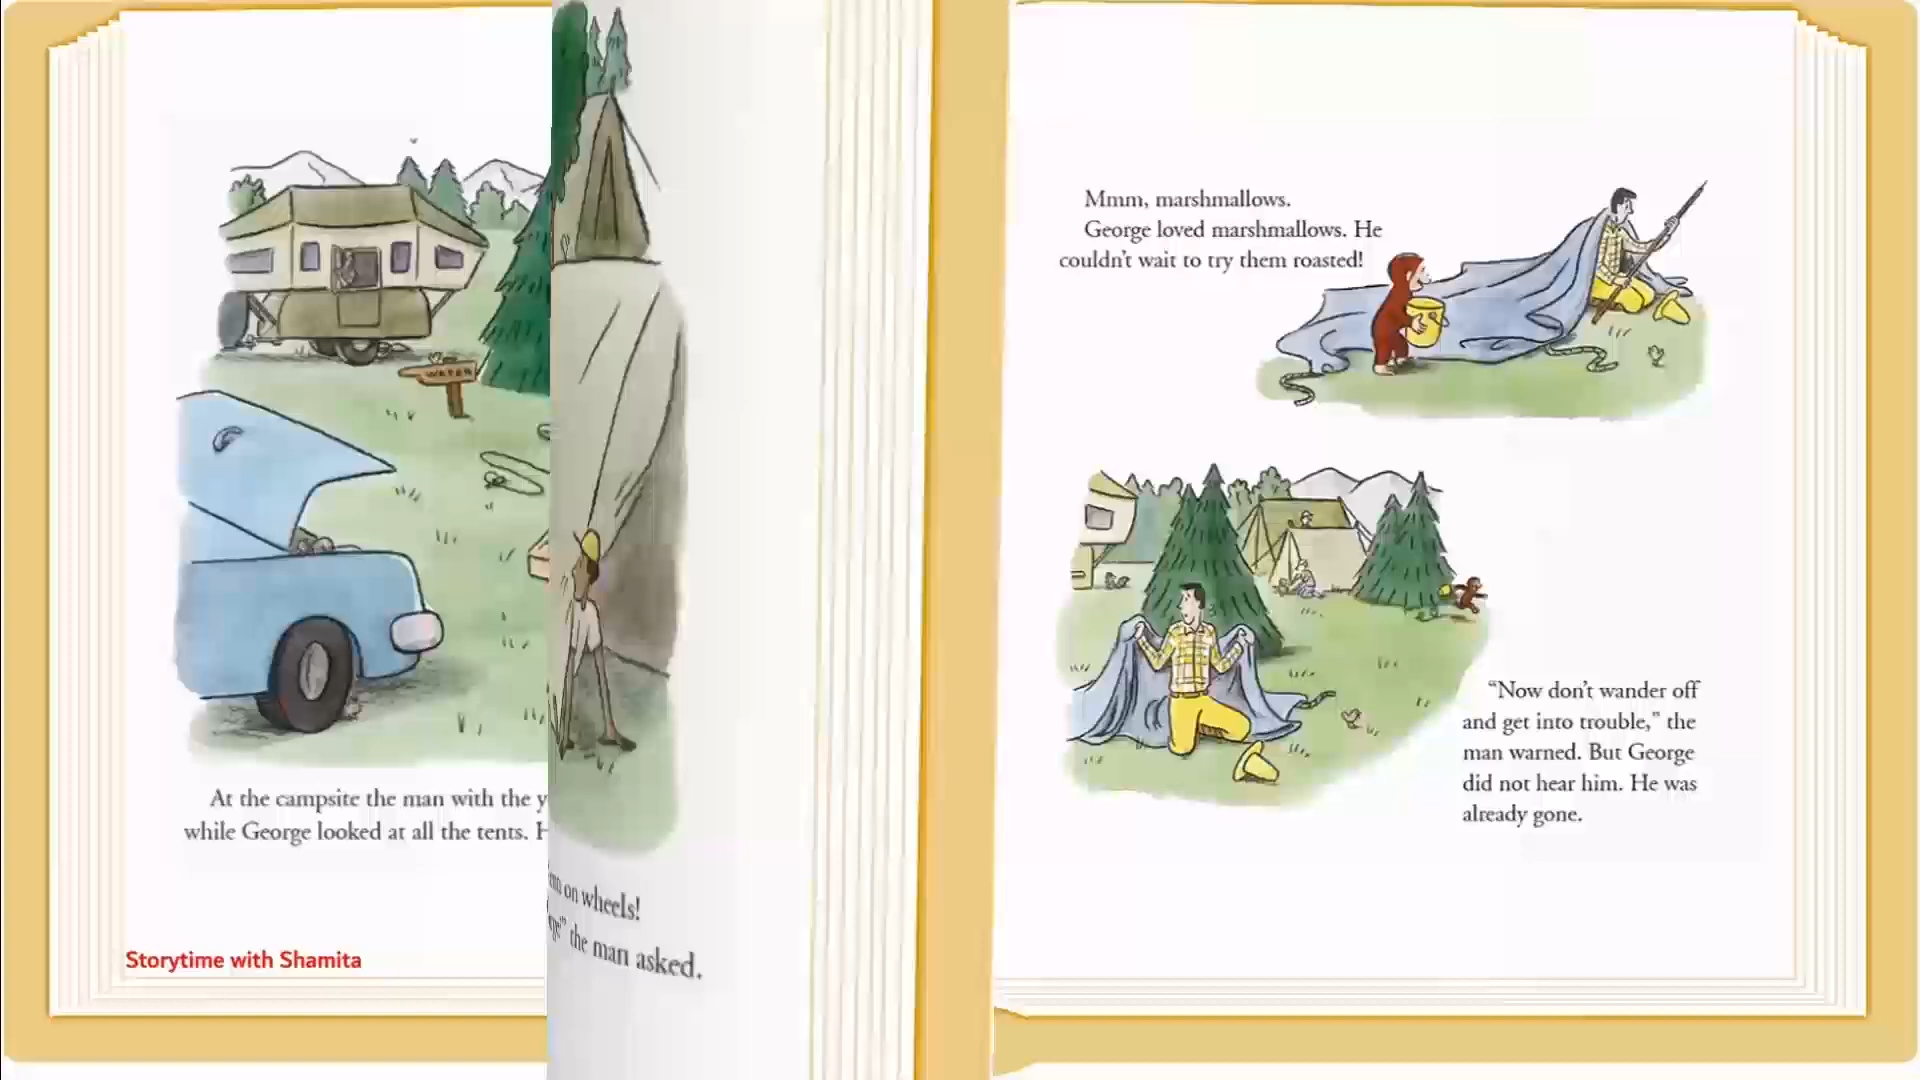 WATER
At the campsite the man with the y
while George looked at all the tents. H
on wheels!
the man asked.
Storytime with Shamita
Mmm, marshmallows.
George loved marshmallows. He
couldn't wait to try them roasted!
"Now don't wander off
and get into trouble," the
man warned. But George
did not hear him. He was
already gone.